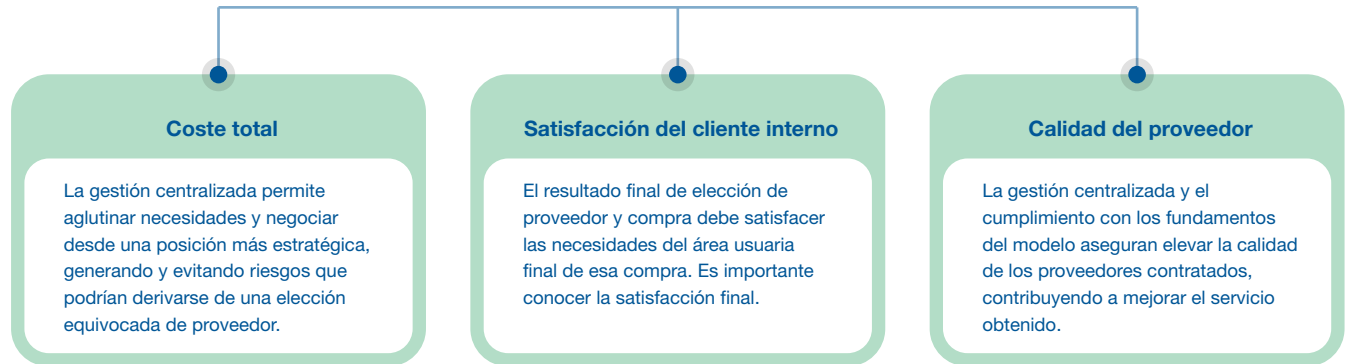 Coste total
La gestión centralizada permite
aglutinar necesidades y negociar
desde una posición más estratégica,
generando y evitando riesgos que
podrían derivarse de una elección
equivocada de proveedor.
Satisfacción del cliente interno
El resultado final de elección de
proveedor y compra debe satisfacer
las necesidades del área usuaria
final de esa compra. Es importante
conocer la satisfacción final.
Calidad del proveedor
La gestión centralizada y el
cumplimiento con los fundamentos
del modelo aseguran elevar la calidad
de los proveedores contratados,
contribuyendo a mejorar el servicio
obtenido.